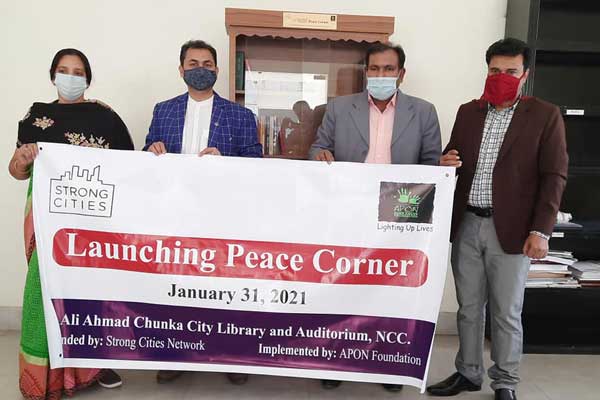 STRONG
CITIES
APON
Lighting Up Lives
Launching Peace Corner
January 31, 2021
Ali Ahmad Chunka City Library and Auditorium, NCC.
nded by: Strong Cities Network
Implemented by: APON Foundation